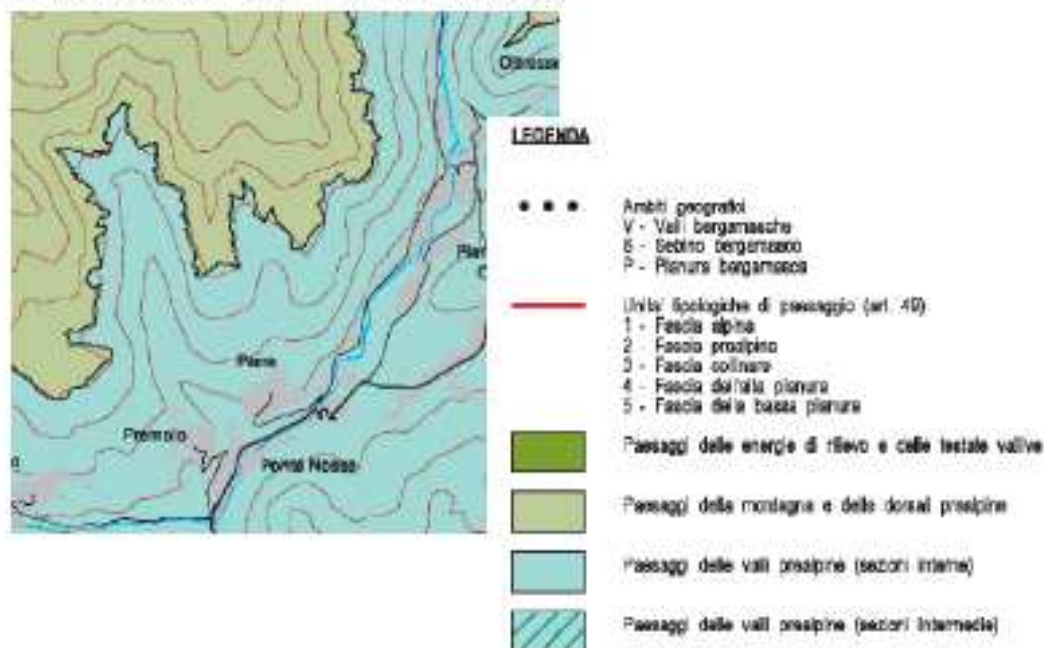 Parre
Premolo
Ponte Nossa
LEGENDA
Ambiti geografici
V - Valli bergamasche
S - Sebino bergamasco
P - Pianura bergamasca
Unita' tipologiche di paesaggio (art. 49)
1 - Fascia alpina
2 - Fascia prealpina
3 - Fascia collinare
4 - Fascia dell'alta pianura
5 - Fascia della bassa pianura
Paesaggi delle energie di rilievo e delle testate vallive
Paesaggi della montagna e delle dorsali prealpine
Paesaggi delle valli prealpine (sezioni interne)
Paesaggi delle valli prealpine (sezioni intermedie)